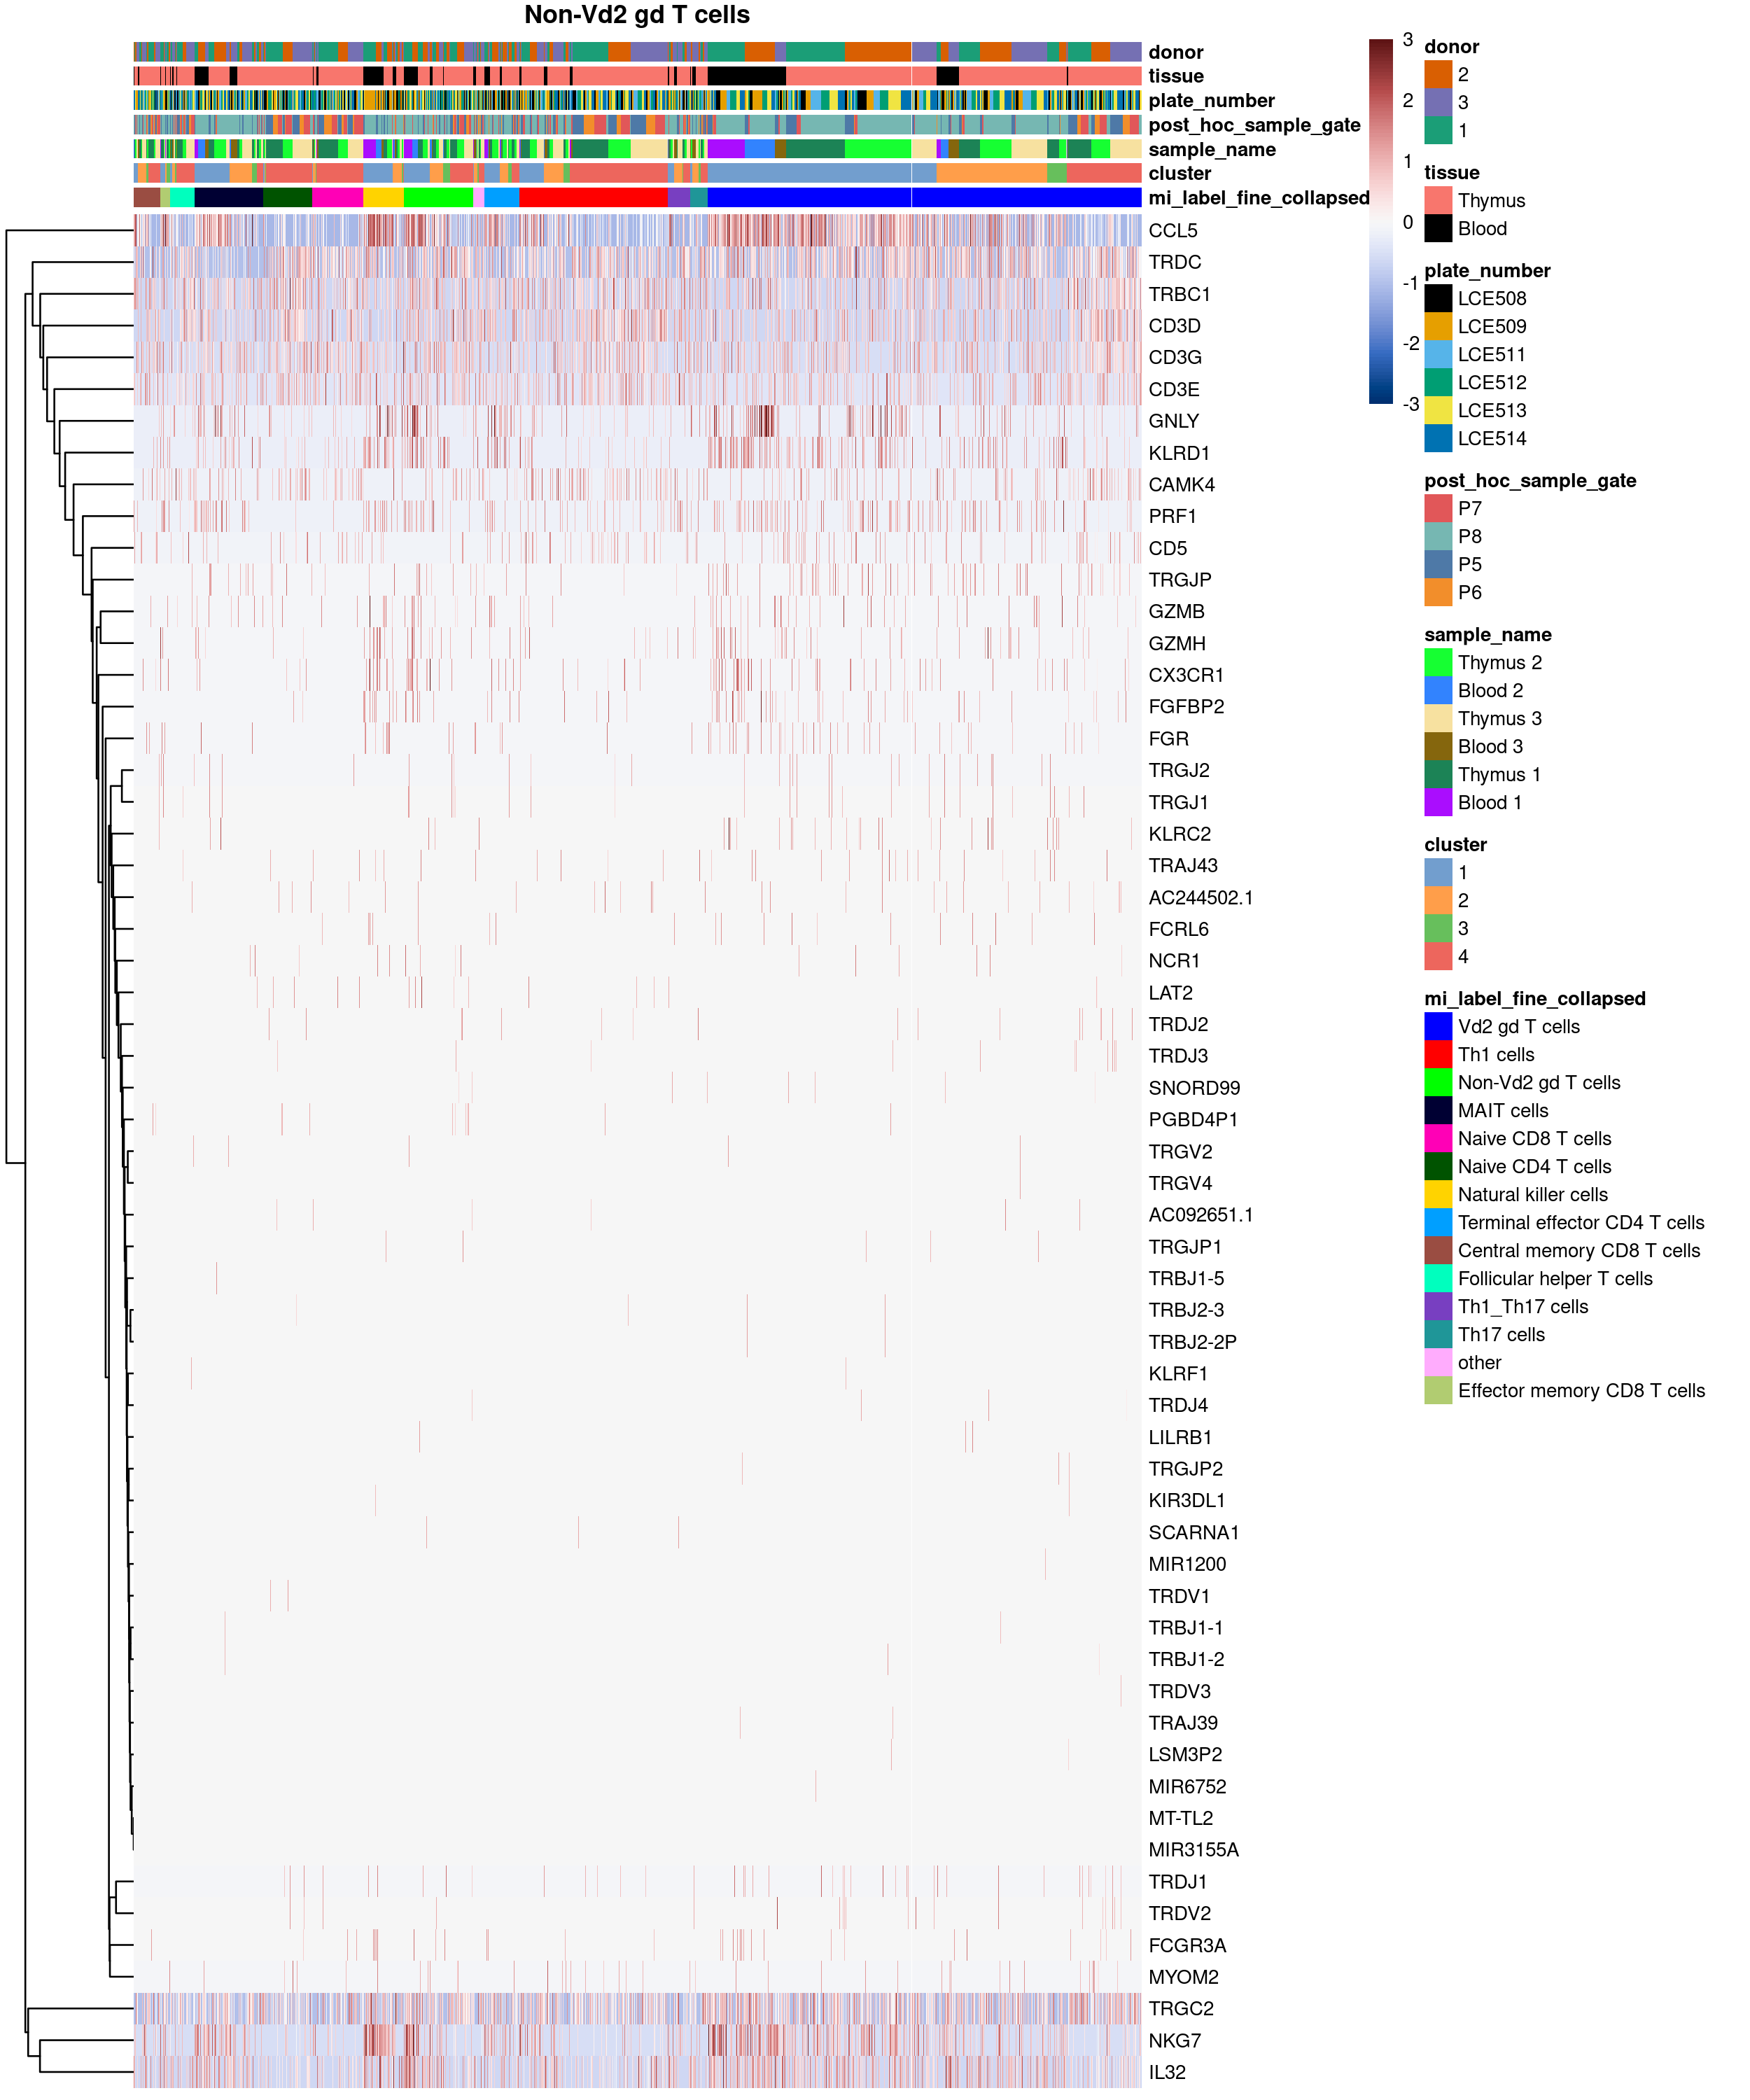 Non-Vd2 gd T cells
donor
tissue
plate_number
post_hoc_sample_gate
sample_name
cluster
mi_label_fine_collapsed
CCL5
TRDC
TRBC1
CD3D
CD3G
CD3E
GNLY
KLRD1
CAMK4
PRF1
CD5
TRGJP
GZMB
GZMH
CX3CR1
FGFBP2
FGR
TRGJ2
TRGJ1
KLRC2
TRAJ43
AC244502.1
FCRL6
NCR1
LAT2
TRDJ2
TRDJ3
SNORD99
PGBD4P1
TRGV2
TRGV4
AC092651.1
TRGJP1
TRBJ1-5
TRBJ2-3
TRBJ2-2P
KLRF1
TRDJ4
LILRB1
TRGJP2
KIR3DL1
SCARNA1
MIR1200
TRDV1
TRBJ1-1
TRBJ1-2
TRDV3
TRAJ39
LSM3P2
MIR6752
MT-TL2
MIR3155A
TRDJ1
TRDV2
FCGR3A
MYOM2
TRGC2
NKG7
IL32
3
2
1
0
-1
-2
-3
donor
2
3
1
tissue
Thymus
Blood
plate_number
LCE508
LCE509
LCE511
LCE512
LCE513
LCE514
post_hoc_sample_gate
P7
P8
P5
P6
sample_name
Thymus 2
Blood 2
Thymus 3
Blood 3
Thymus 1
Blood 1
cluster
1
2
3
4
mi_label_fine_collapsed
Vd2 gd T cells
Th1 cells
Non-Vd2 gd T cells
MAIT cells
Naive CD8 T cells
Naive CD4 T cells
Natural killer cells
Terminal effector CD4 T cells
Central memory CD8 T cells
Follicular helper T cells
Th1_Th17 cells
Th17 cells
other
Effector memory CD8 T cells